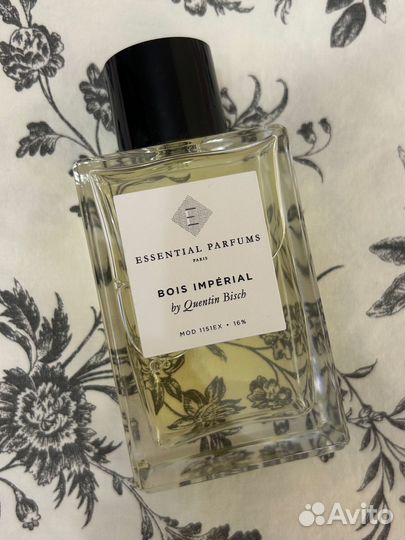 E
ESSENTIAL PARFUMS
PARIS
BOIS IMPÉRIAL
by Quentin Bisch
MOD 1151EX • 16%
Avito